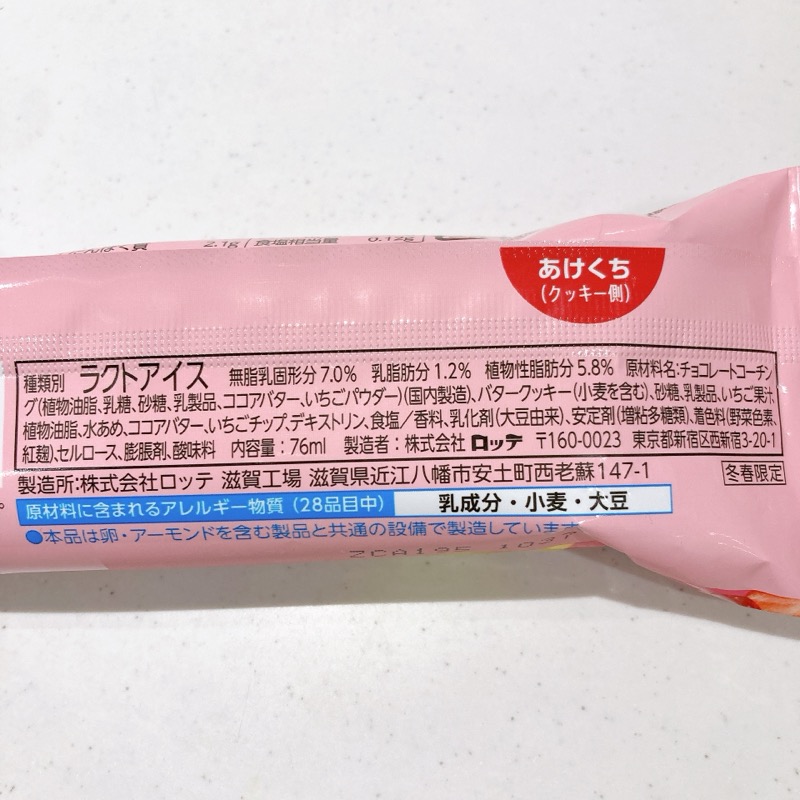 2.1g 食塩相当量 0.12g
あけくち
(クッキー側)
種類別 ラクトアイス 無脂乳固形分7.0% 乳脂肪分1.2% 植物性脂肪分5.8% 原材料名:チョコレートコーチン
グ(植物油脂、乳糖、砂糖、乳製品、ココアバター、いちごパウダー)(国内製造)、バタークッキー(小麦を含む)、砂糖、乳製品、いちご果汁、
植物油脂、水あめ、ココアバター、いちごチップ、デキストリン、食塩/香料、乳化剤(大豆由来)、安定剤(増粘多糖類)、着色料(野菜色素、
紅麹)、セルロース、膨脹剤、酸味料 内容量:76ml 製造者:株式会社 ロッテ 〒160-0023 東京都新宿区西新宿3-20-1
製造所:株式会社ロッテ 滋賀工場 滋賀県近江八幡市安土町西老蘇147-1
冬春限定
原材料に含まれるアレルギー物質(28品目中) 乳成分・小麦・大豆
●本品は卵・アーモンドを含む製品と共通の設備で製造しています